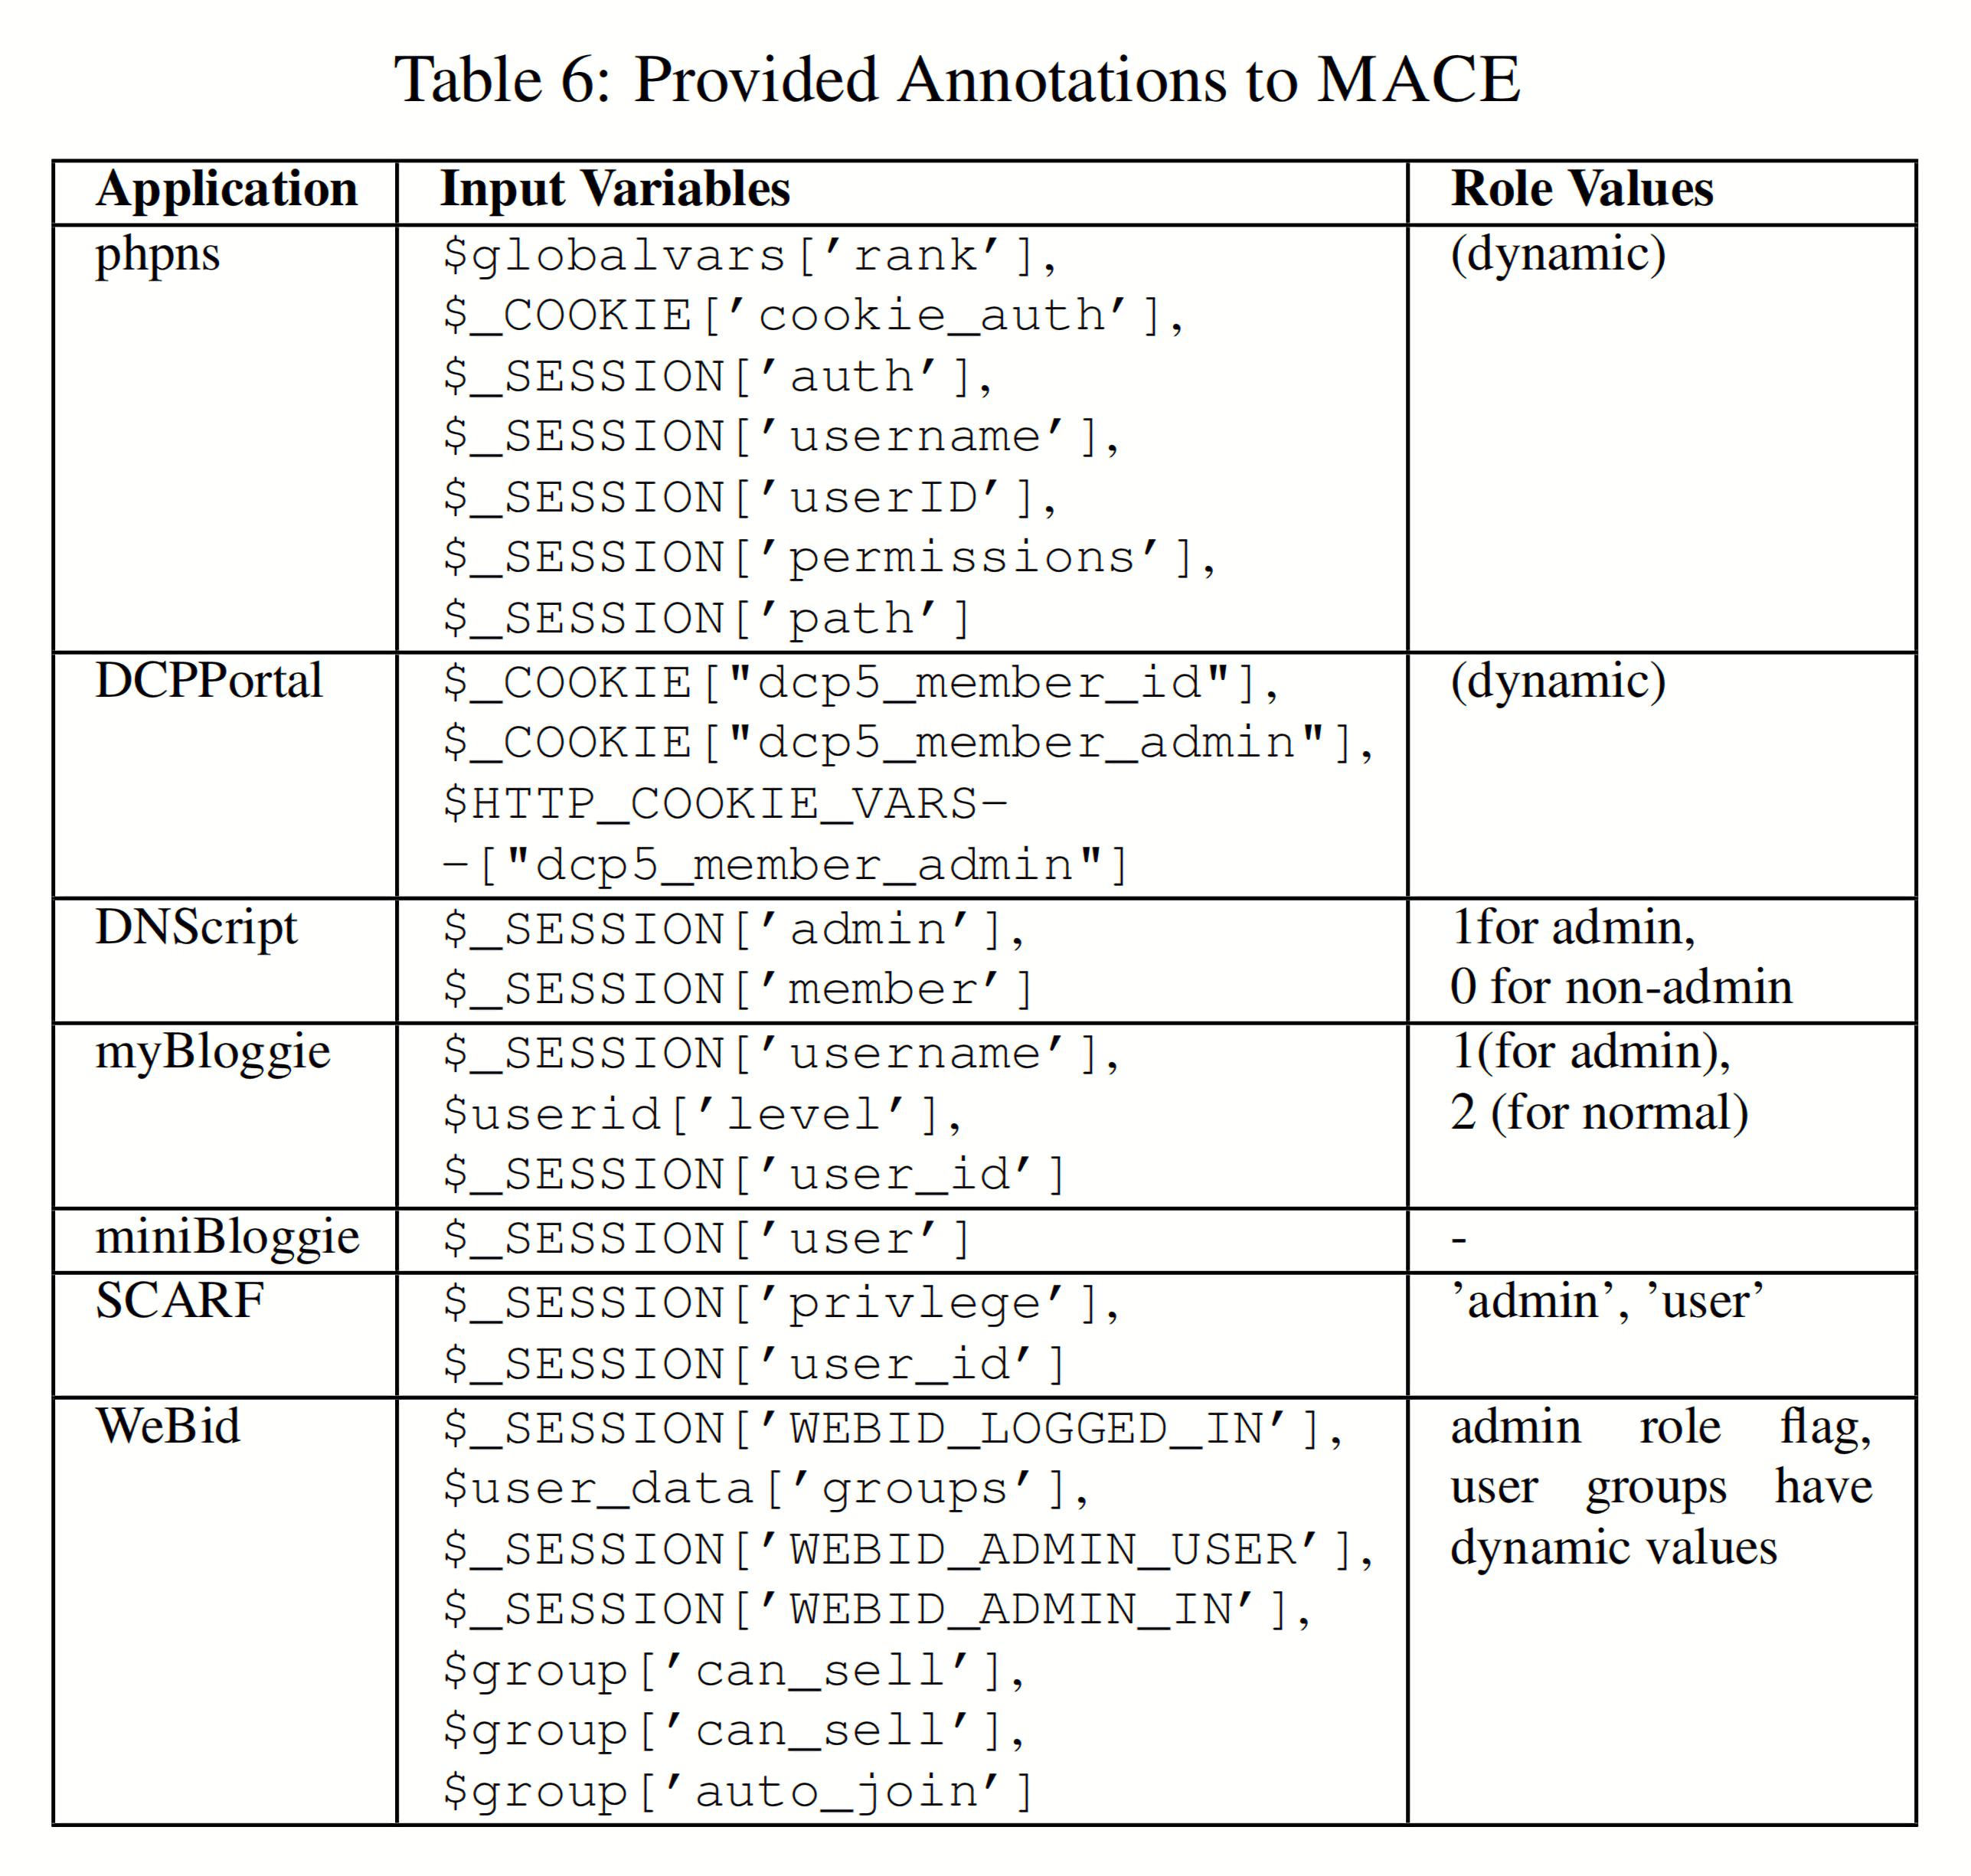 Table 6: Provided Annotations to MACE
Application Input Variables Role Values
phpns $globalvars['rank'], (dynamic)
$_COOKIE['cookie_auth'],
$_SESSION['auth'],
$_SESSION['username'],
$_SESSION['userID'],
$_SESSION['permissions'],
$_SESSION['path']
DCPPortal $_COOKIE["dcp5_member_id"], (dynamic)
$_COOKIE["dcp5_member_admin"],
$HTTP_COOKIE_VARS-
-["dcp5_member_admin"]
DNScript $_SESSION['admin'], 1for admin,
$_SESSION['member'] 0 for non-admin
myBloggie $_SESSION['username'], 1(for admin),
$userid['level'], 2 (for normal)
$_SESSION['user_id']
miniBloggie $_SESSION['user'] -
SCARF $_SESSION['privlege'], ’admin’, ’user’
$_SESSION['user_id']
WeBid $_SESSION['WEBID_LOGGED_IN'], admin role flag,
$user_data['groups'], user groups have
$_SESSION['WEBID_ADMIN_USER'], dynamic values
$_SESSION['WEBID_ADMIN_IN'],
$group['can_sell'],
$group['can_sell'],
$group['auto_join']